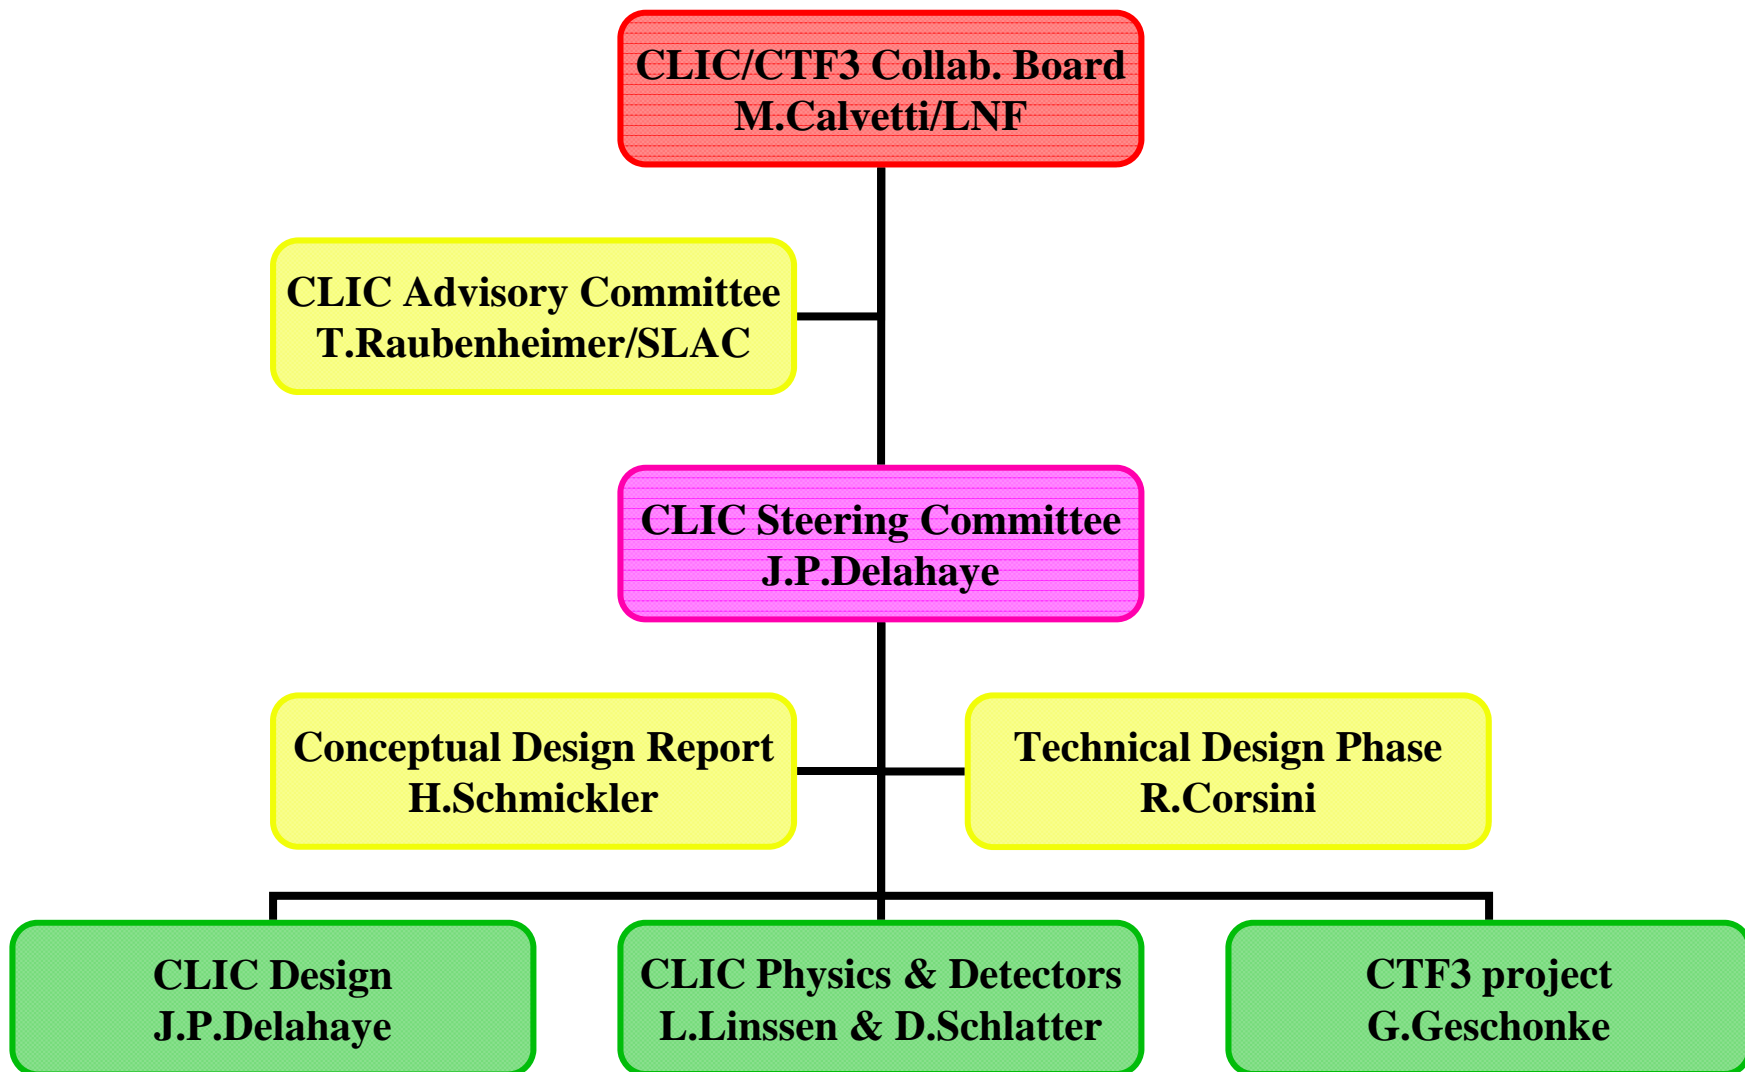 CLIC/CTF3 Collab. Board
M.Calvetti/LNF
CLIC Advisory Committee
T.Raubenheimer/SLAC
CLIC Steering Committee
J.P.Delahaye
Conceptual Design Report
H.Schmickler
Technical Design Phase
R.Corsini
CLIC Design
J.P.Delahaye
CLIC Physics & Detectors
L.Linssen & D.Schlatter
CTF3 project
G.Geschonke